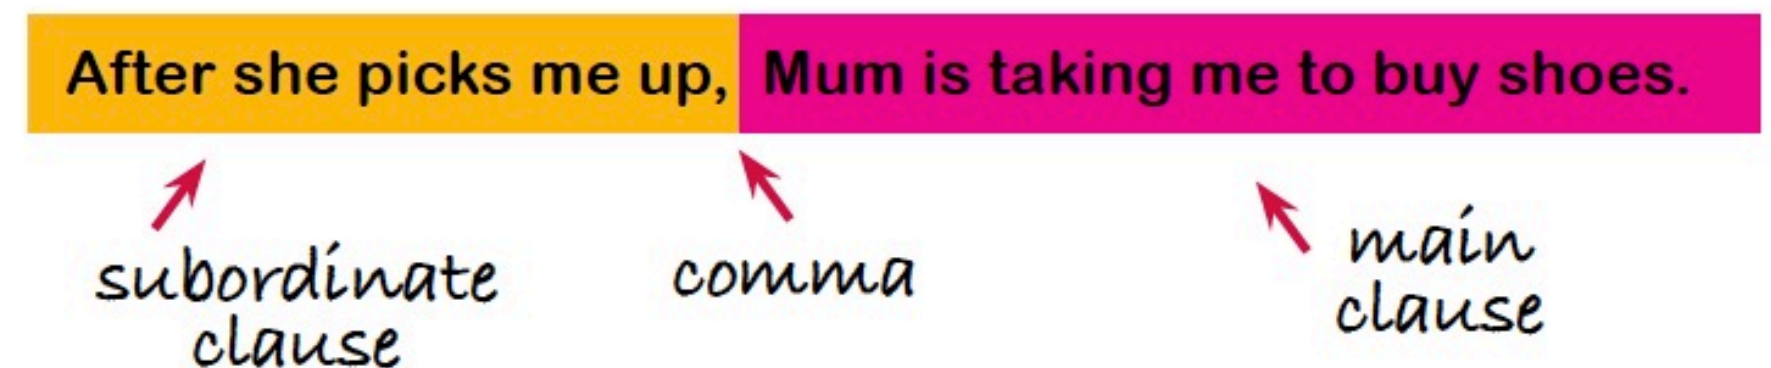 After she picks me up, Mum is taking me to buy shoes.
subordinate
clause
comma
main
clause